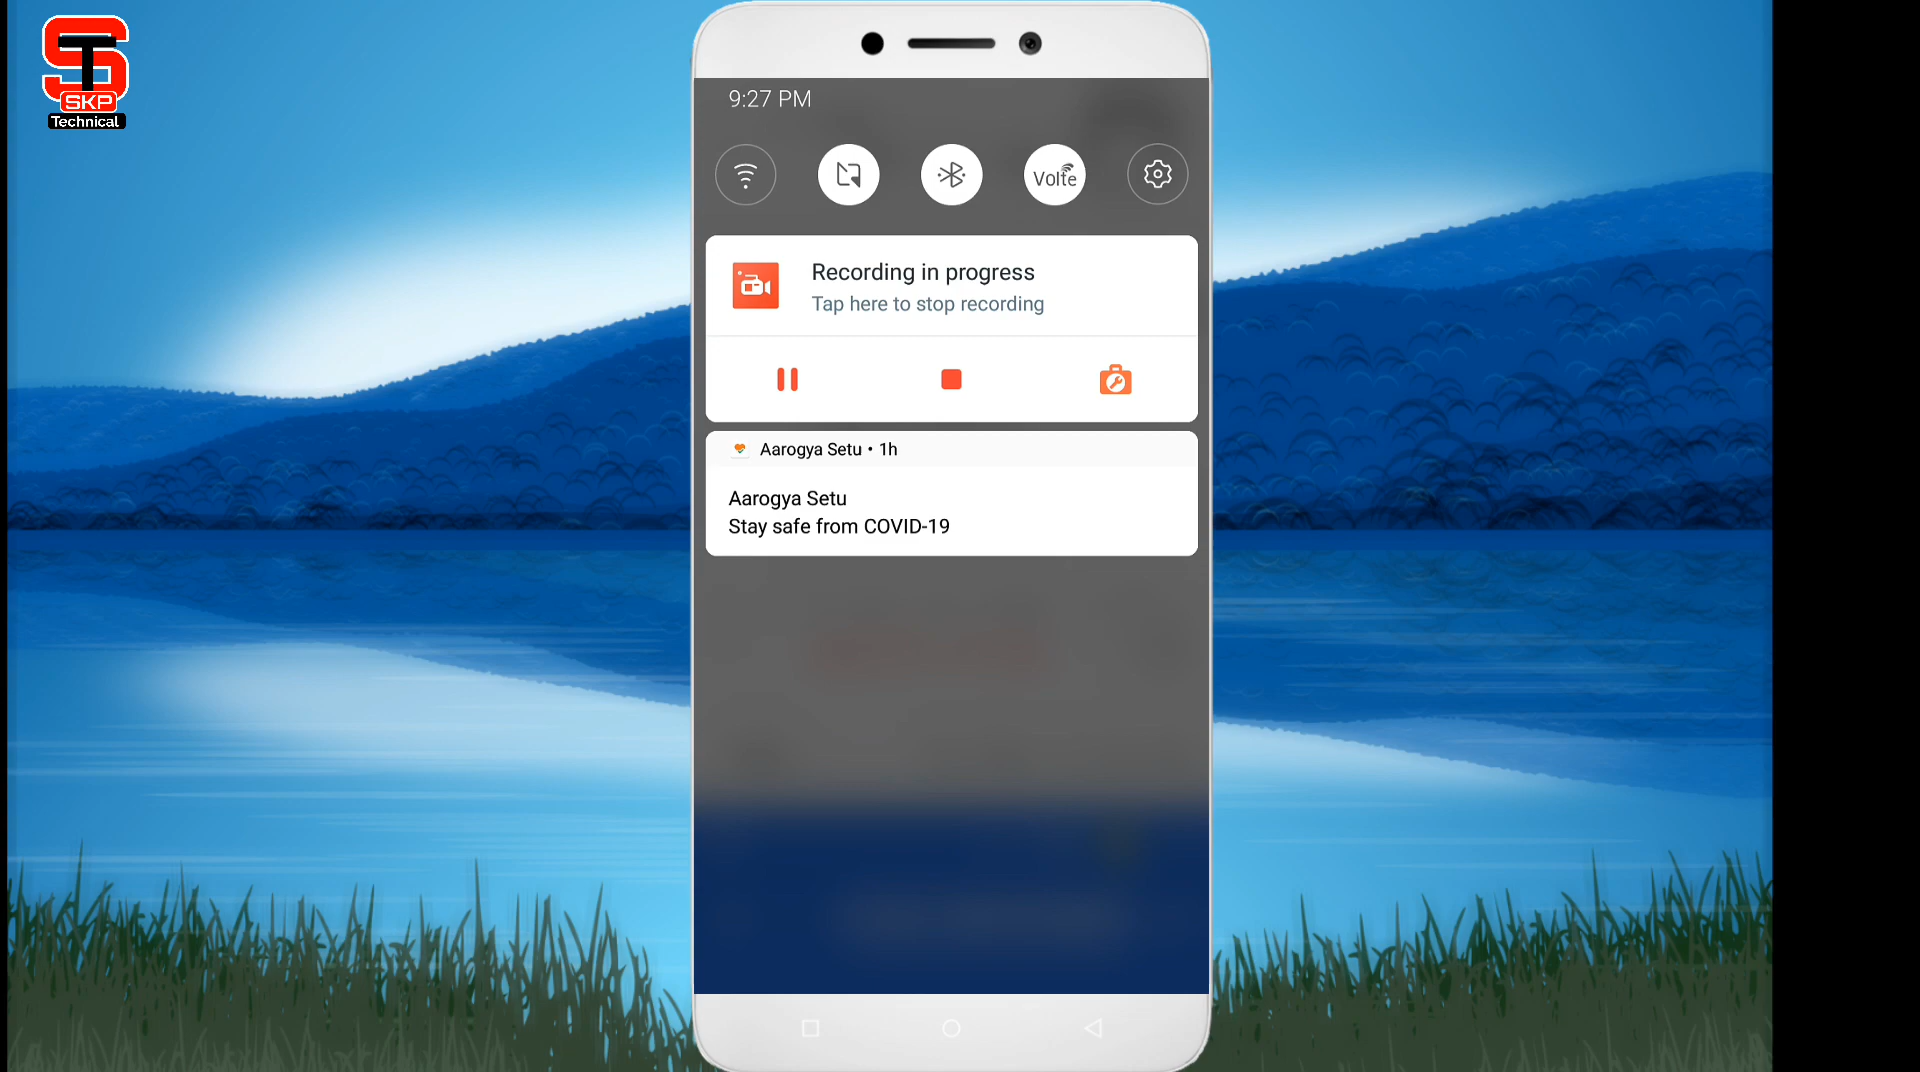 ST
SKP
Technical
9:27 PM
Volte
Recording in progress
Tap here to stop recording
Aarogya Setu • 1h
Aarogya Setu
Stay safe from COVID-19